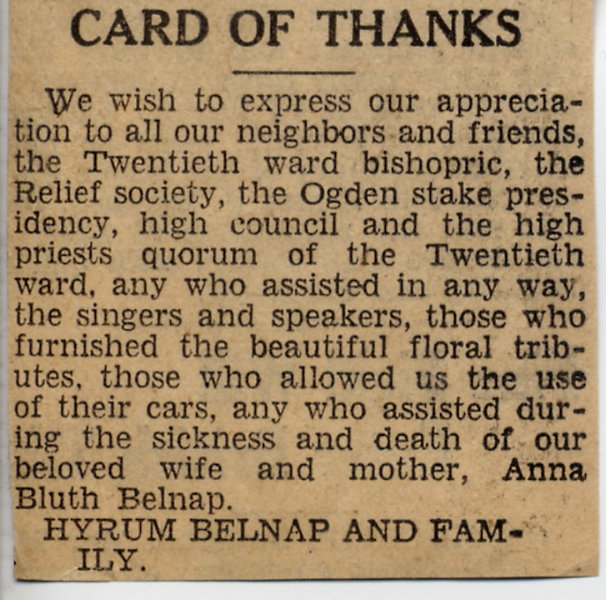 CARD OF THANKS
We wish to express our apprecia-
tion to all our neighbors and friends,
the Twentieth ward bishopric, the
Relief society, the Ogden stake pres-
idency, high council and the high
priests quorum of the Twentieth
ward, any who assisted in any way,
the singers and speakers, those who
furnished the beautiful floral trib-
utes, those who allowed us the use
of their cars, any who assisted dur-
ing the sickness and death of our
beloved wife and mother, Anna
Bluth Belnap.
HYRUM BELNAP AND FAM-
ILY.